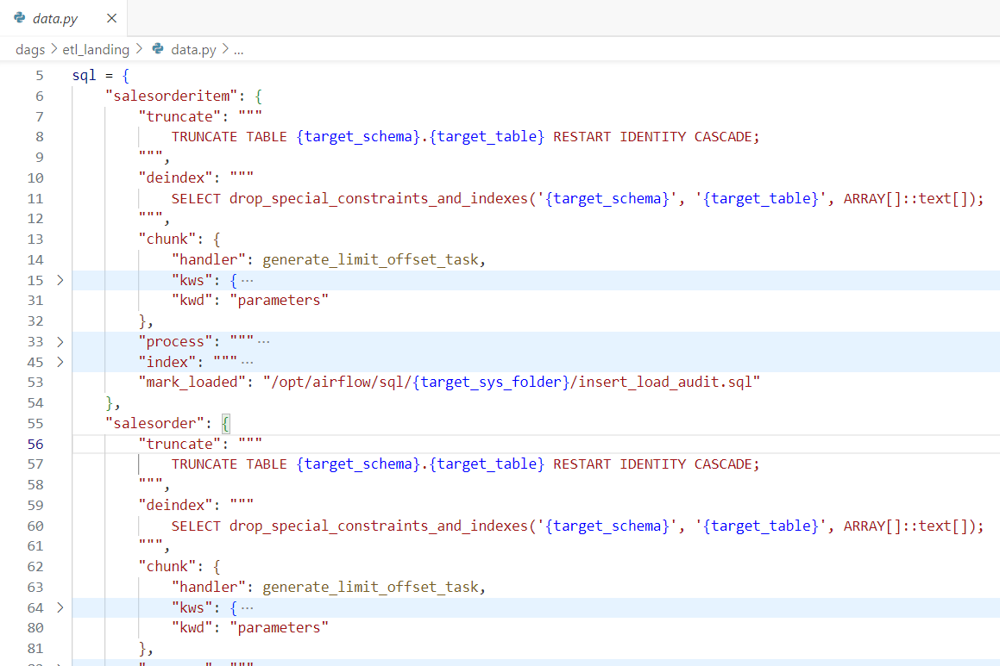 data.py
dags > etl_landing > data.py > ...
5 sql = {
6 "salesorderitem": {
7 "truncate": """
8 TRUNCATE TABLE {target_schema}.{target_table} RESTART IDENTITY CASCADE;
9 """,
10 "deindex": """
11 SELECT drop_special_constraints_and_indexes('{target_schema}', '{target_table}', ARRAY[]::text[]);
12 """,
13 "chunk": {
14 "handler": generate_limit_offset_task,
15 > "kws": { ···
31 "kwd": "parameters"
32 },
33 > "process": """ ···
45 > "index": """ ···
53 "mark_loaded": "/opt/airflow/sql/{target_sys_folder}/insert_load_audit.sql"
54 },
55 "salesorder": {
56 "truncate": """
57 TRUNCATE TABLE {target_schema}.{target_table} RESTART IDENTITY CASCADE;
58 """,
59 "deindex": """
60 SELECT drop_special_constraints_and_indexes('{target_schema}', '{target_table}', ARRAY[]::text[]);
61 """,
62 "chunk": {
63 "handler": generate_limit_offset_task,
64 > "kws": { ···
80 "kwd": "parameters"
81 },